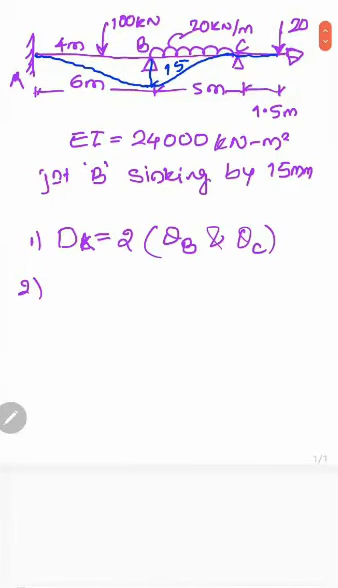 100kN 20kN/m 20
4m B C
A 15 D
6m 5m
1.5m
EI = 24000 kN-m²
jot 'B' sinking by 15mm
1) Dk = 2 (θB & θC)
2)
1/1